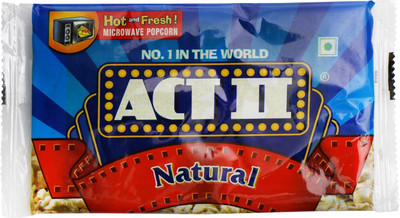 Hot and Fresh!
MICROWAVE POPCORN
NO. 1 IN THE WORLD
ACT II
®
Natural